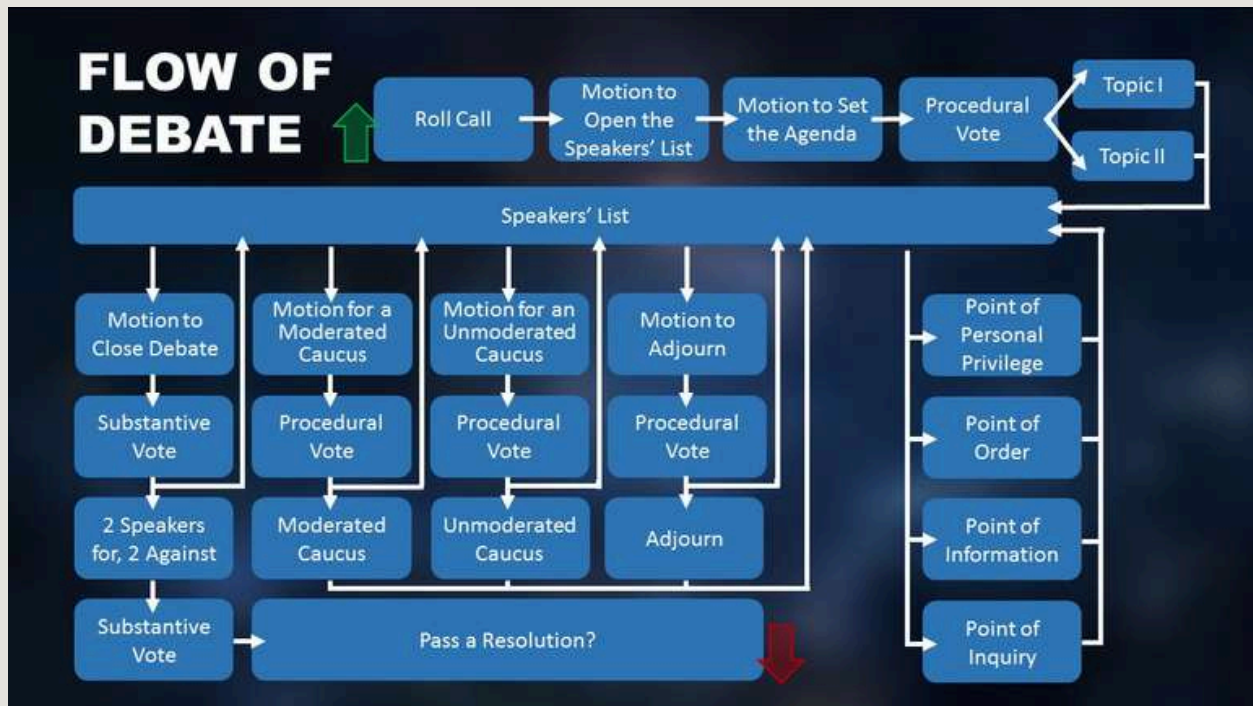 FLOW OF
DEBATE
Roll Call
Motion to
Open the
Speakers' List
Motion to Set
the Agenda
Procedural
Vote
Topic I
Topic II
Speakers' List
Motion to
Close Debate
Motion for a
Moderated
Caucus
Motion for an
Unmoderated
Caucus
Motion to
Adjourn
Point of
Personal
Privilege
Substantive
Vote
Procedural
Vote
Procedural
Vote
Procedural
Vote
Point of
Order
2 Speakers
for, 2 Against
Moderated
Caucus
Unmoderated
Caucus
Adjourn
Point of
Information
Substantive
Vote
Pass a Resolution?
Point of
Inquiry